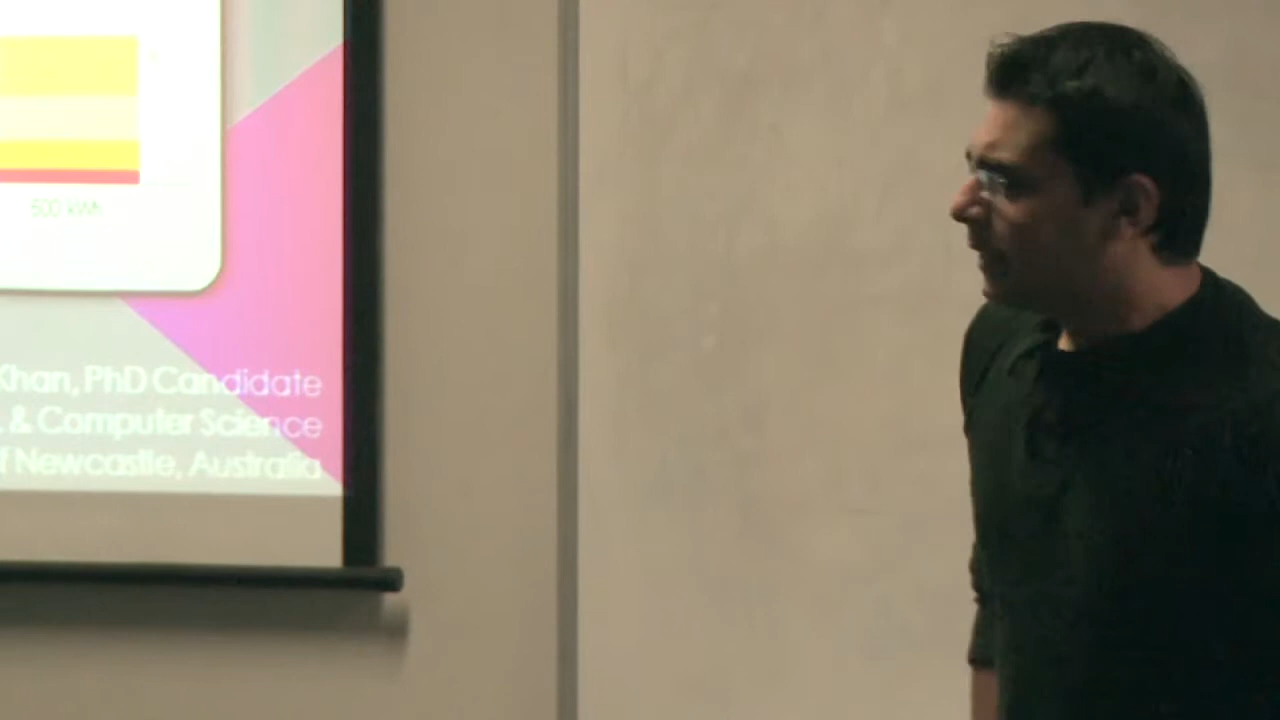 500 kWh
Khan, PhD Candidate
. & Computer Science
f Newcastle, Australia